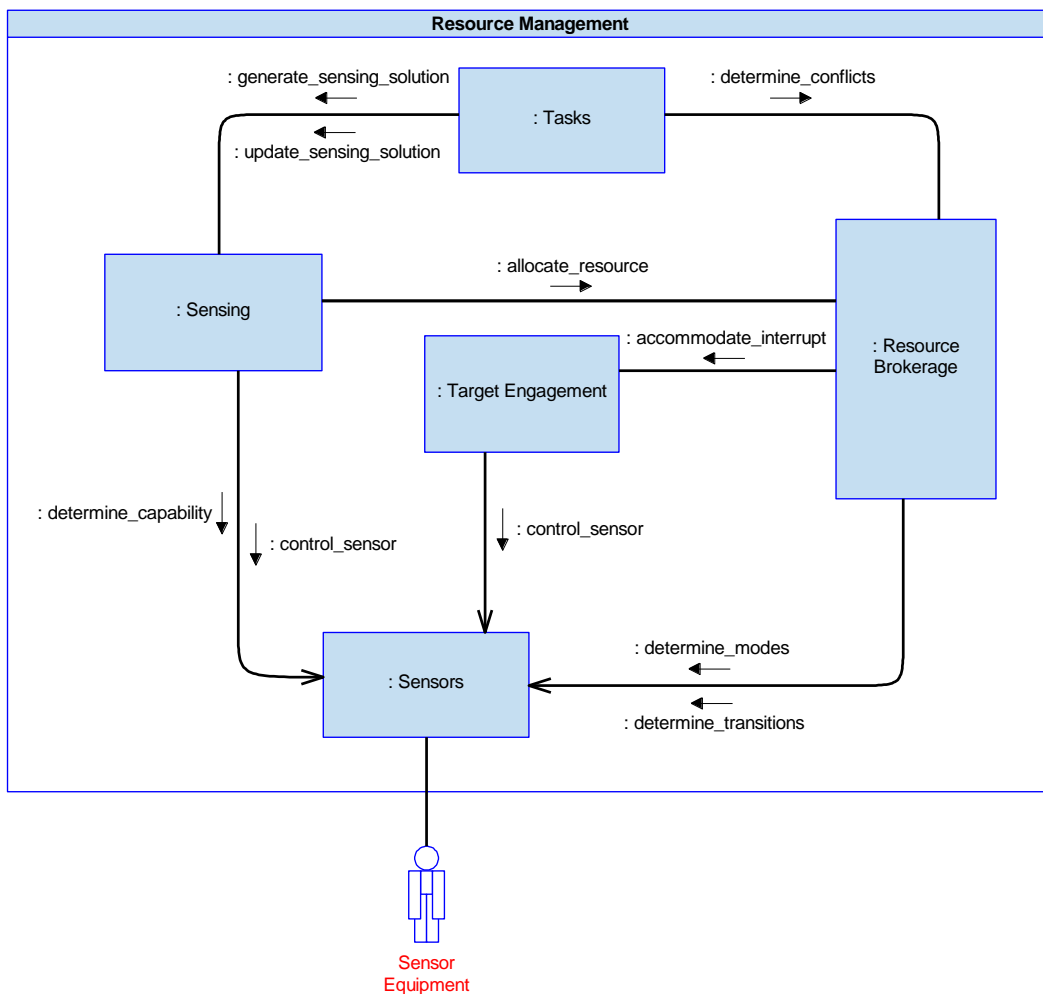 Resource Management
: generate_sensing_solution
: determine_conflicts
: Tasks
: update_sensing_solution
: allocate_resource
: Sensing
: accommodate_interrupt
: Resource
Brokerage
: Target Engagement
: determine_capability
: control_sensor
: control_sensor
: determine_modes
: Sensors
: determine_transitions
Sensor
Equipment